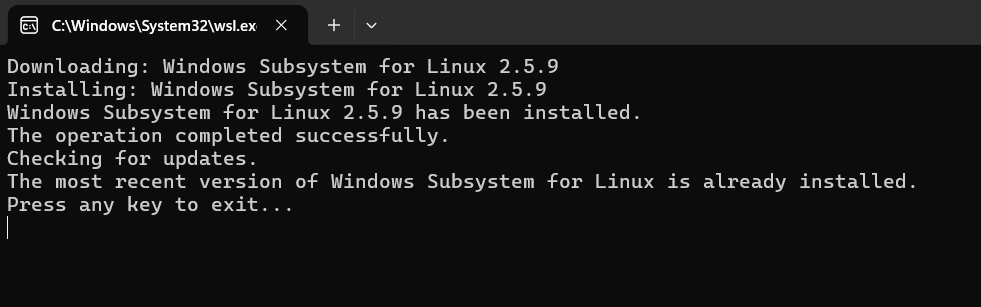 C:\Windows\System32\wsl.ex
Downloading: Windows Subsystem for Linux 2.5.9
Installing: Windows Subsystem for Linux 2.5.9
Windows Subsystem for Linux 2.5.9 has been installed.
The operation completed successfully.
Checking for updates.
The most recent version of Windows Subsystem for Linux is already installed.
Press any key to exit...